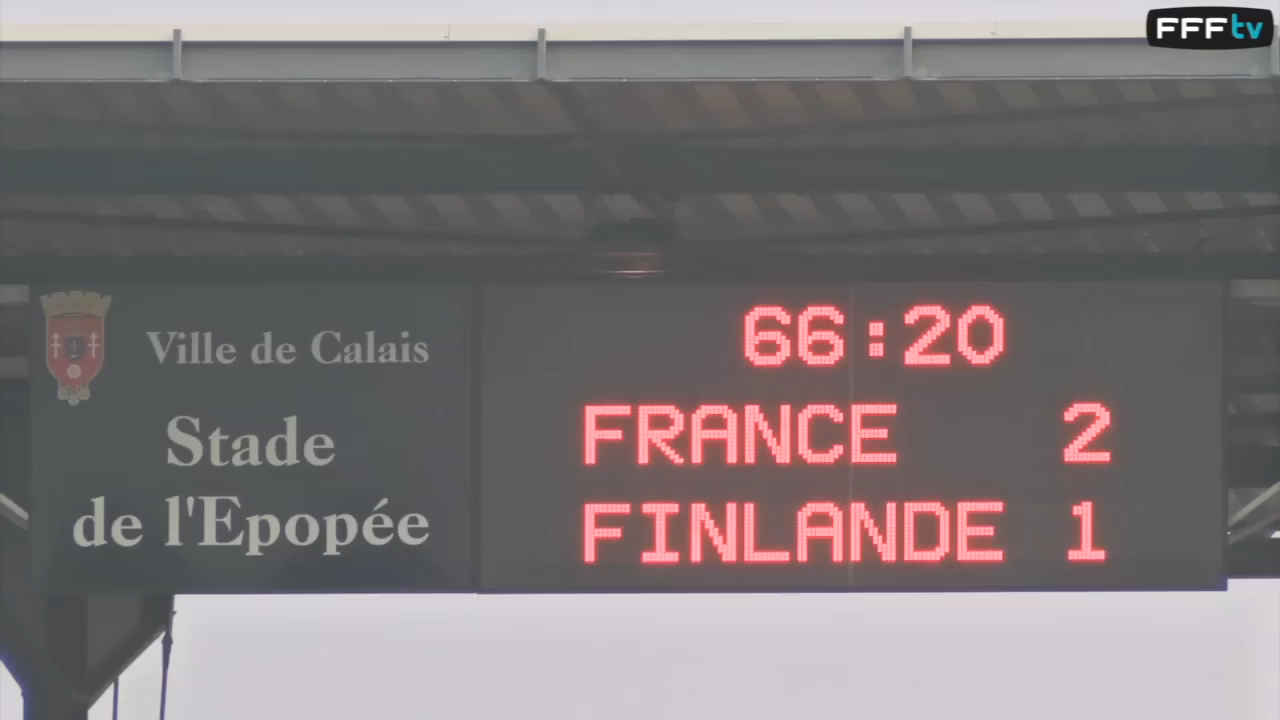 FFFtv
Ville de Calais
Stade
de l'Epopée
66:20
FRANCE 2
FINLANDE 1